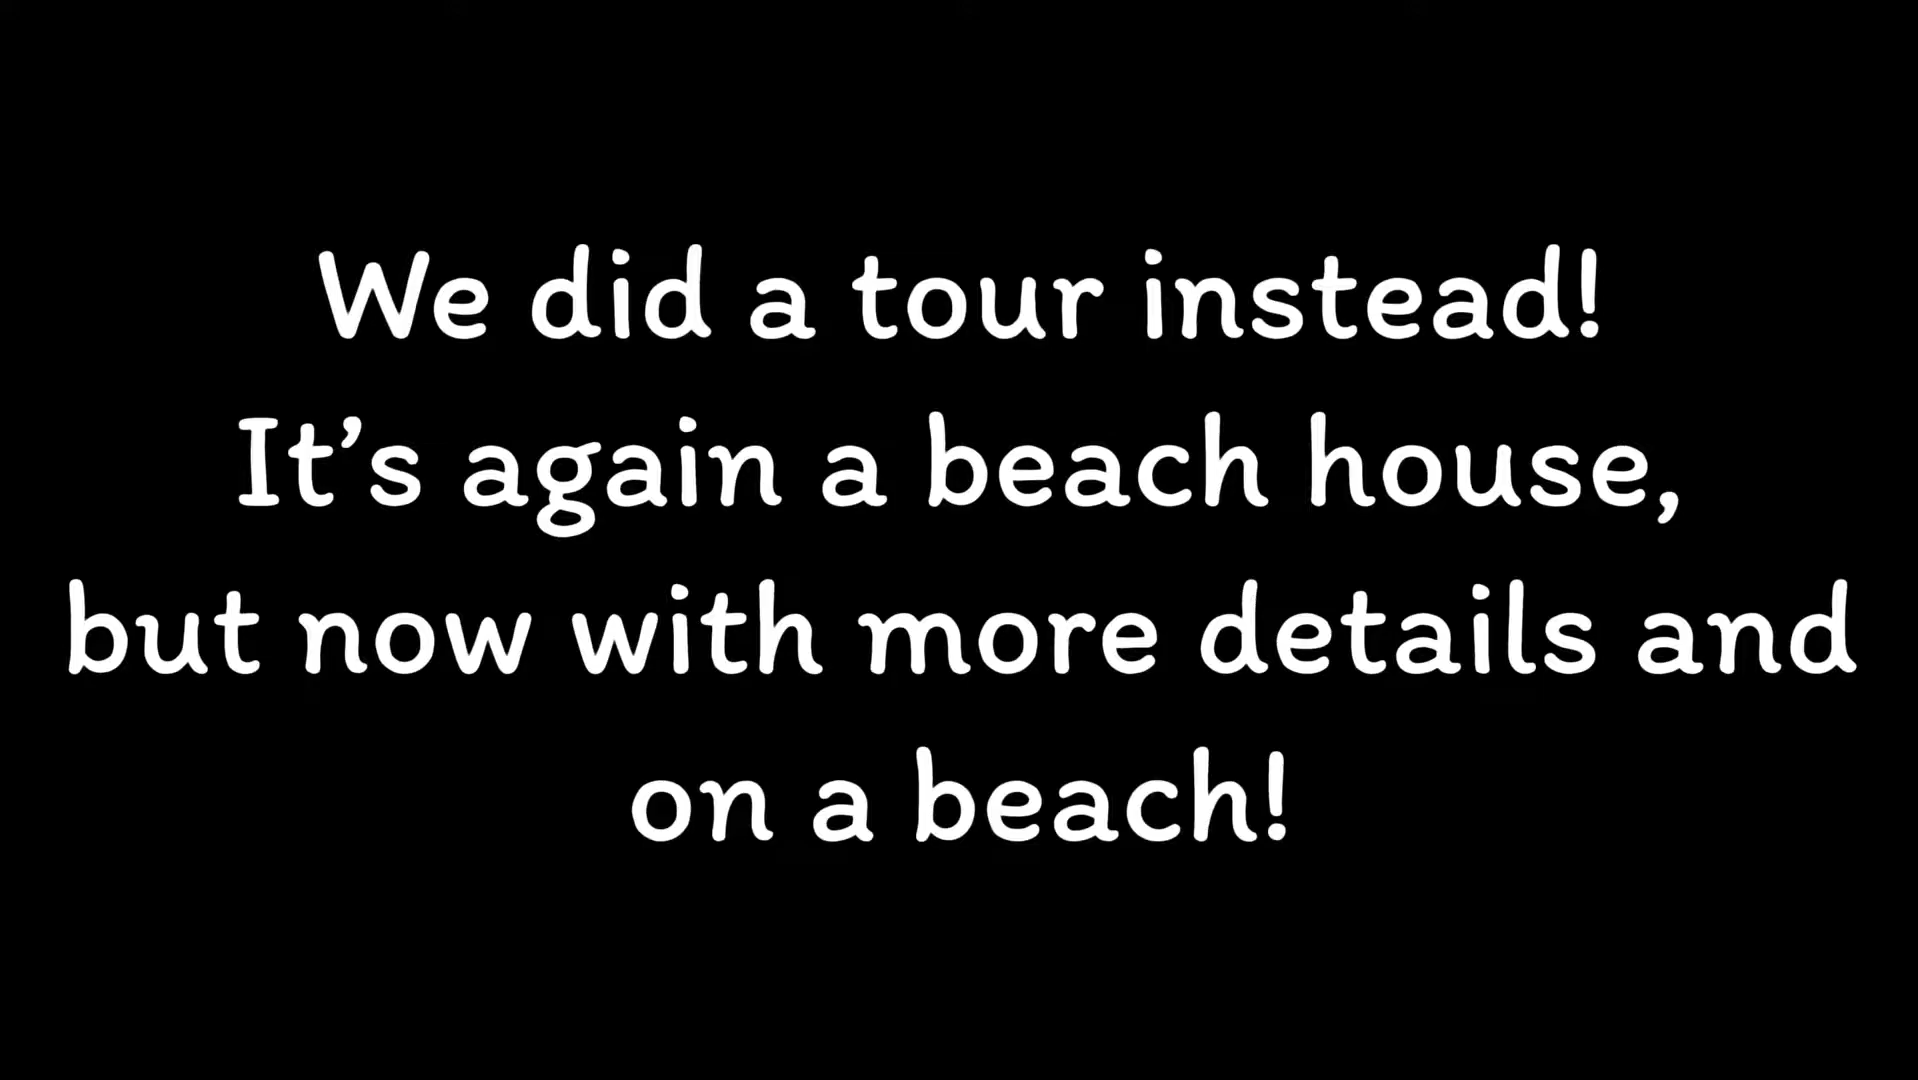 We did a tour instead!
It’s again a beach house,
but now with more details and
on a beach!